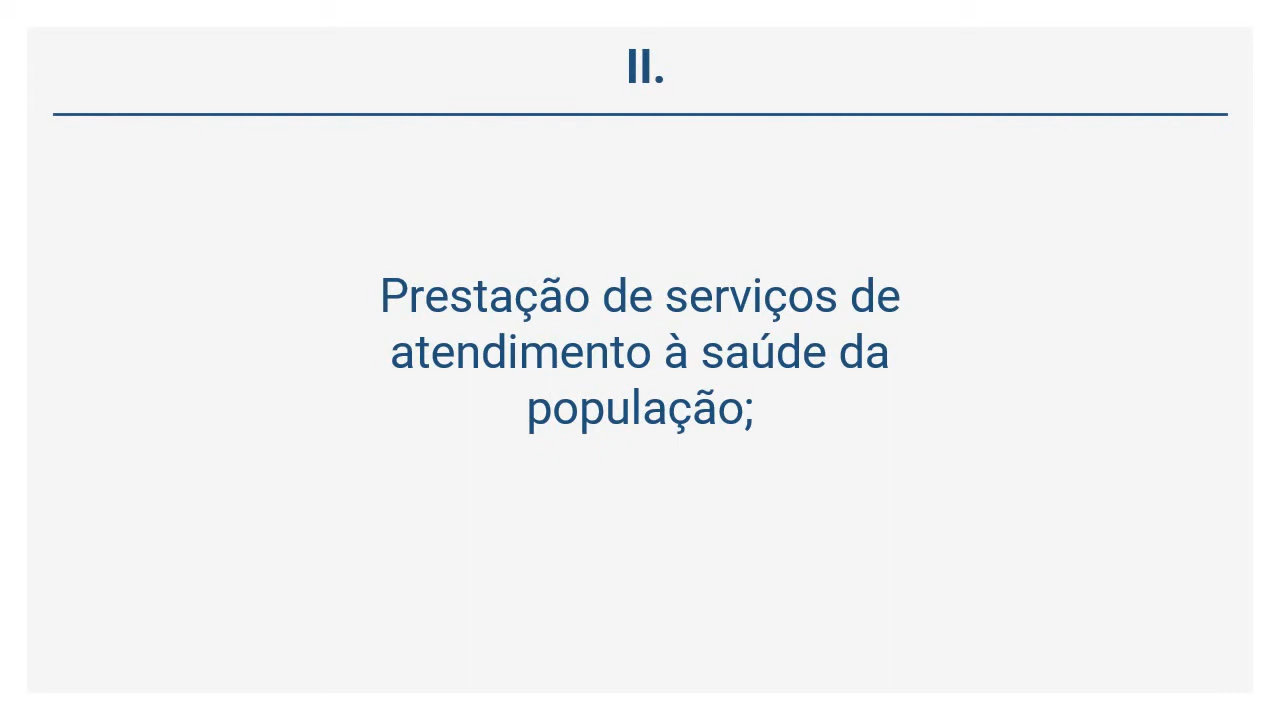 II.
Prestação de serviços de
atendimento à saúde da
população;